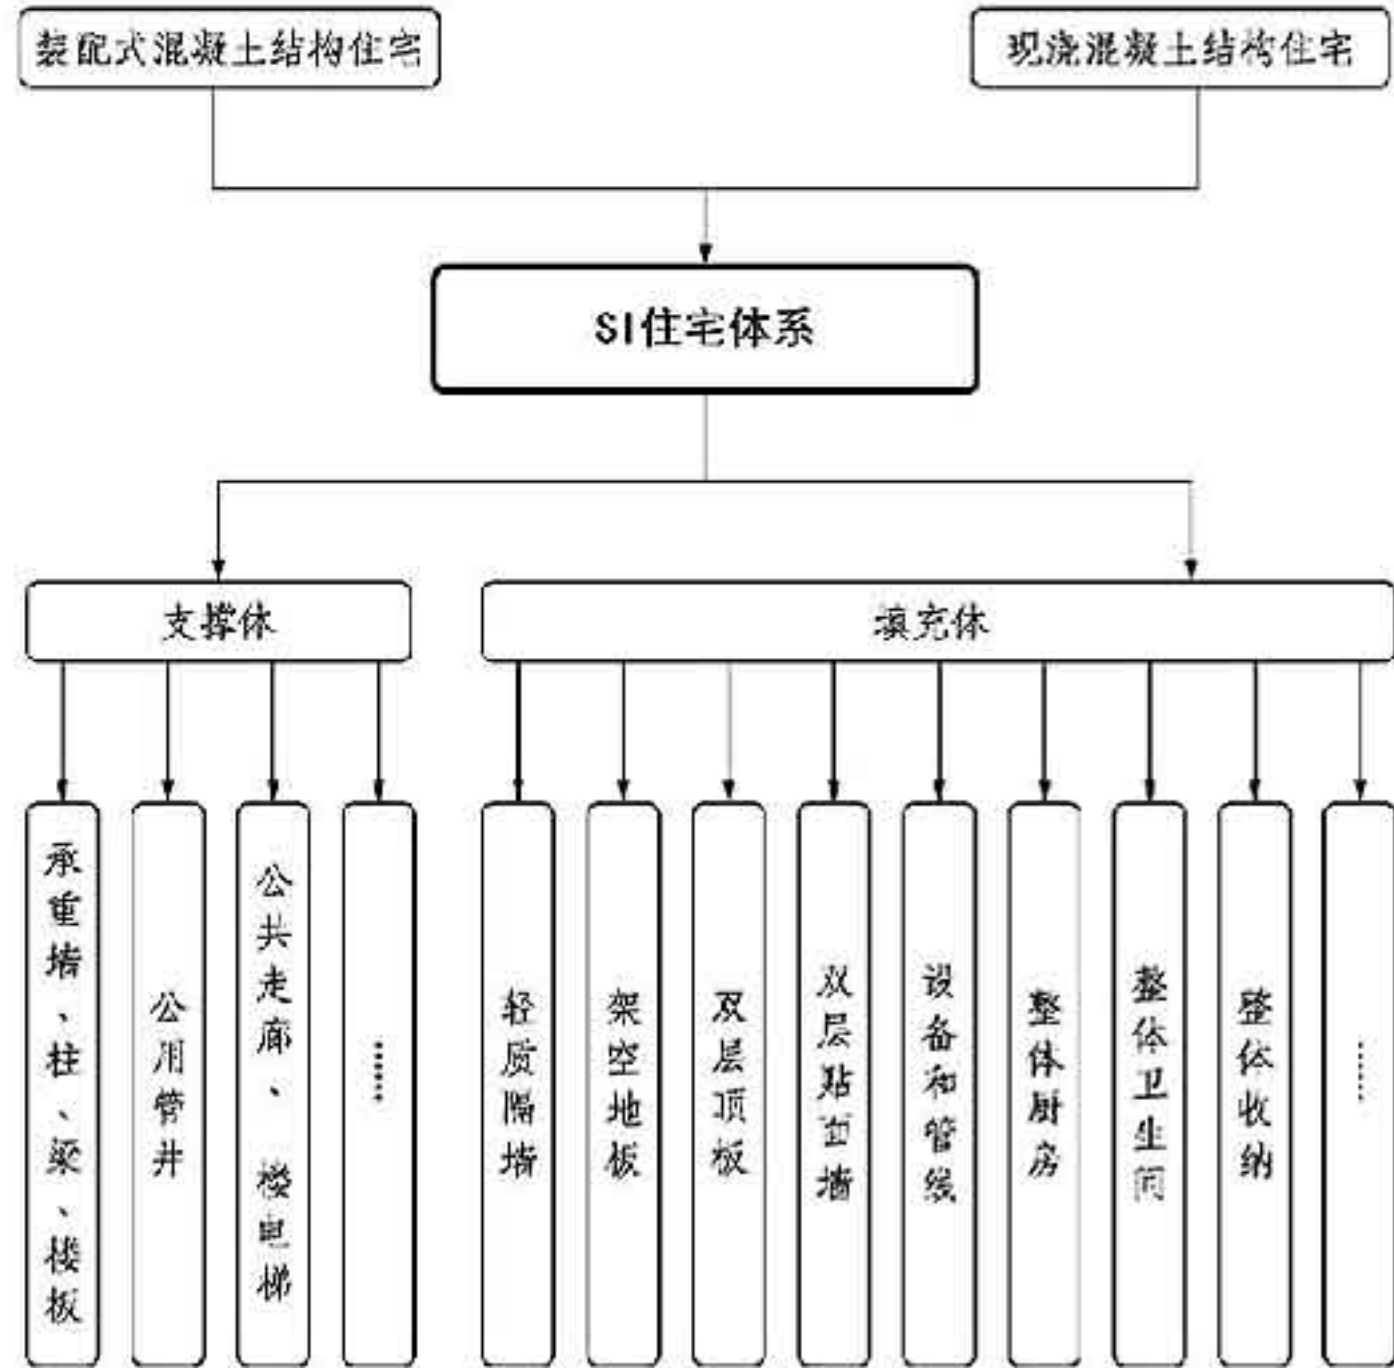 装配式混凝土结构住宅
现浇混凝土结构住宅
SI住宅体系
支撑体
填充体
承重墙、柱、梁、楼板
公用管井
公共走廊、楼电梯
……
轻质隔墙
架空地板
双层顶板
双层贴面墙
设备和管线
整体厨房
整体卫生间
整体收纳
……